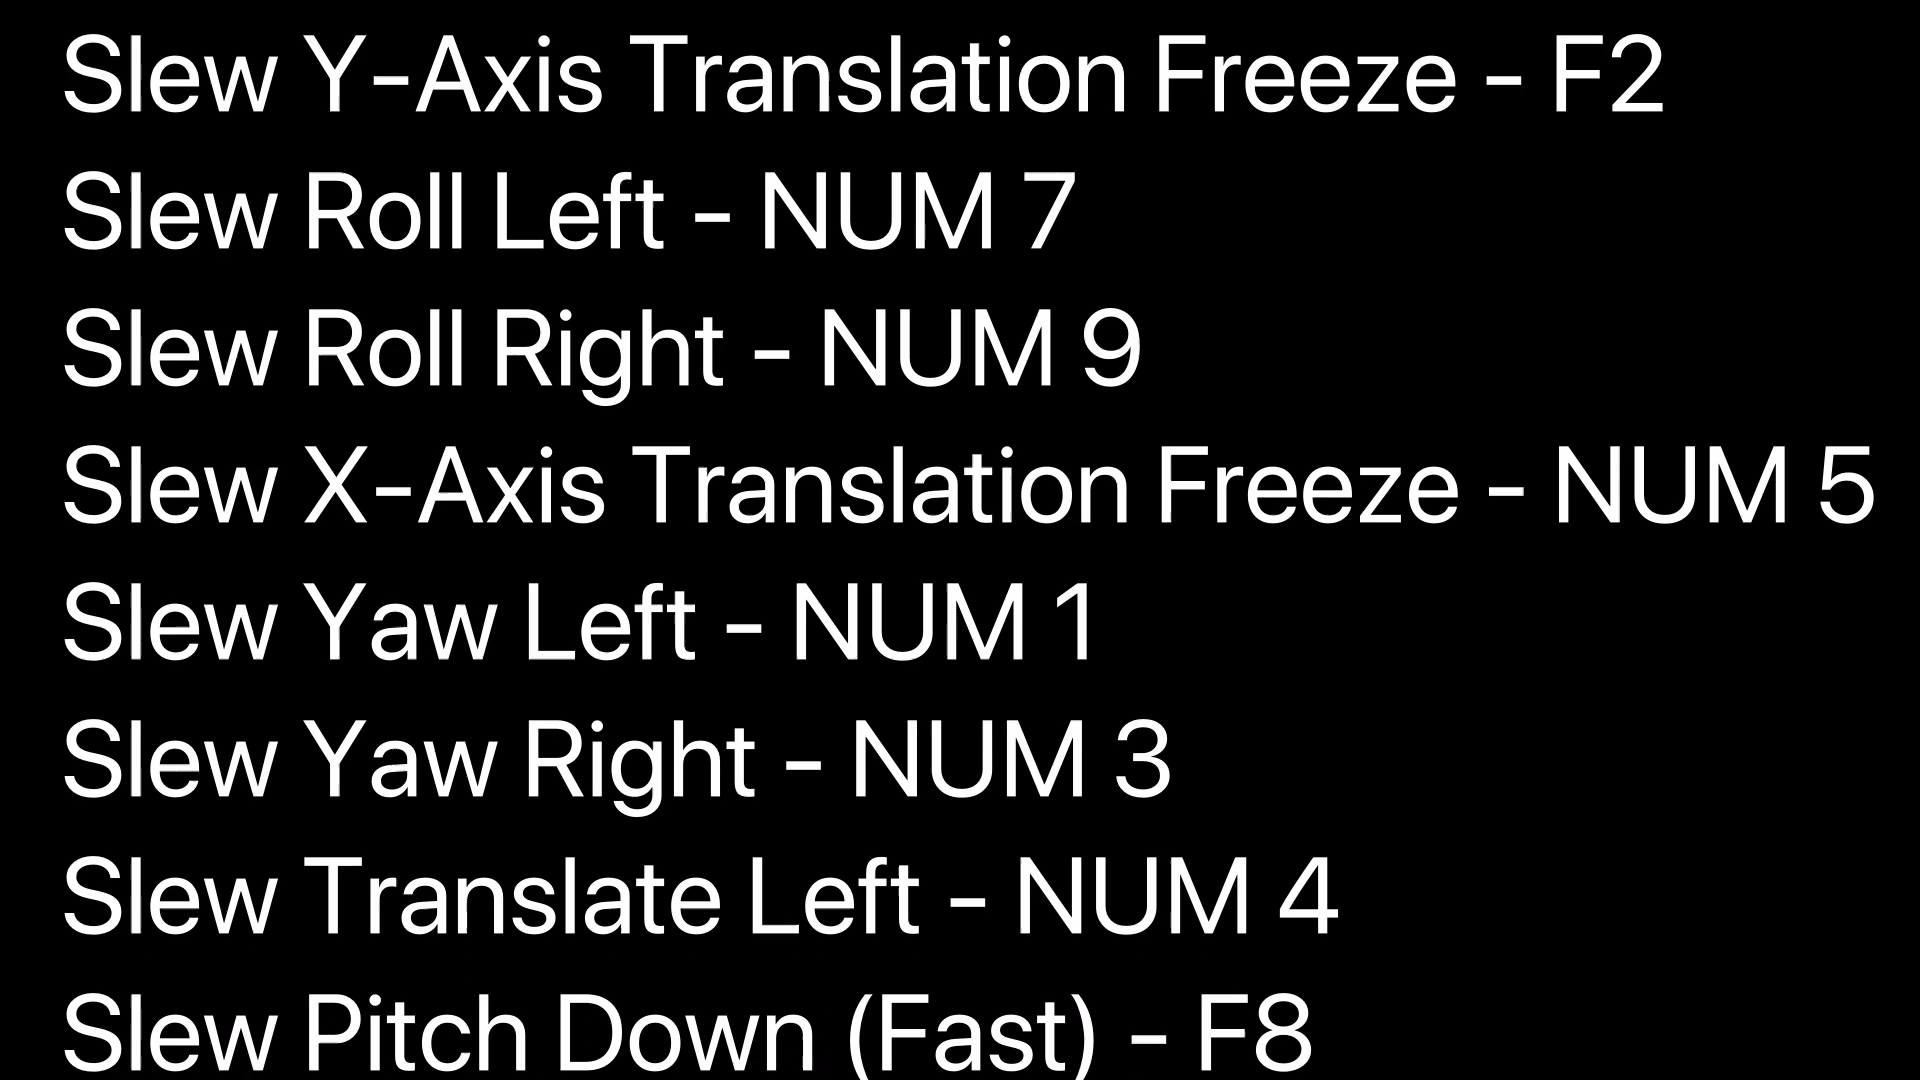 Slew Y-Axis Translation Freeze - F2
Slew Roll Left - NUM 7
Slew Roll Right - NUM 9
Slew X-Axis Translation Freeze - NUM 5
Slew Yaw Left - NUM 1
Slew Yaw Right - NUM 3
Slew Translate Left - NUM 4
Slew Pitch Down (Fast) - F8